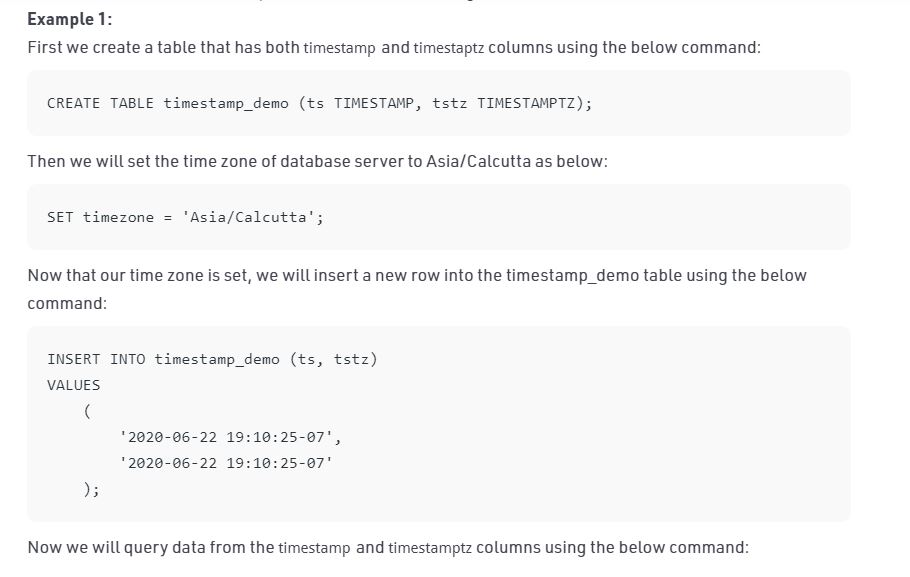 Example 1:
First we create a table that has both timestamp and timestaptz columns using the below command:
CREATE TABLE timestamp_demo (ts TIMESTAMP, tstz TIMESTAMPTZ);
Then we will set the time zone of database server to Asia/Calcutta as below:
SET timezone = 'Asia/Calcutta';
Now that our time zone is set, we will insert a new row into the timestamp_demo table using the below
command:
INSERT INTO timestamp_demo (ts, tstz)
VALUES
(
'2020-06-22 19:10:25-07',
'2020-06-22 19:10:25-07'
);
Now we will query data from the timestamp and timestamptz columns using the below command: